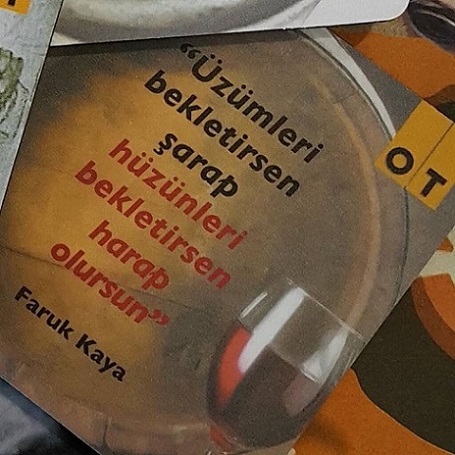 “Üzümleri
bekletirsen
şarap
hüzünleri
bekletirsen
harap
olursun”
Faruk Kaya
OT